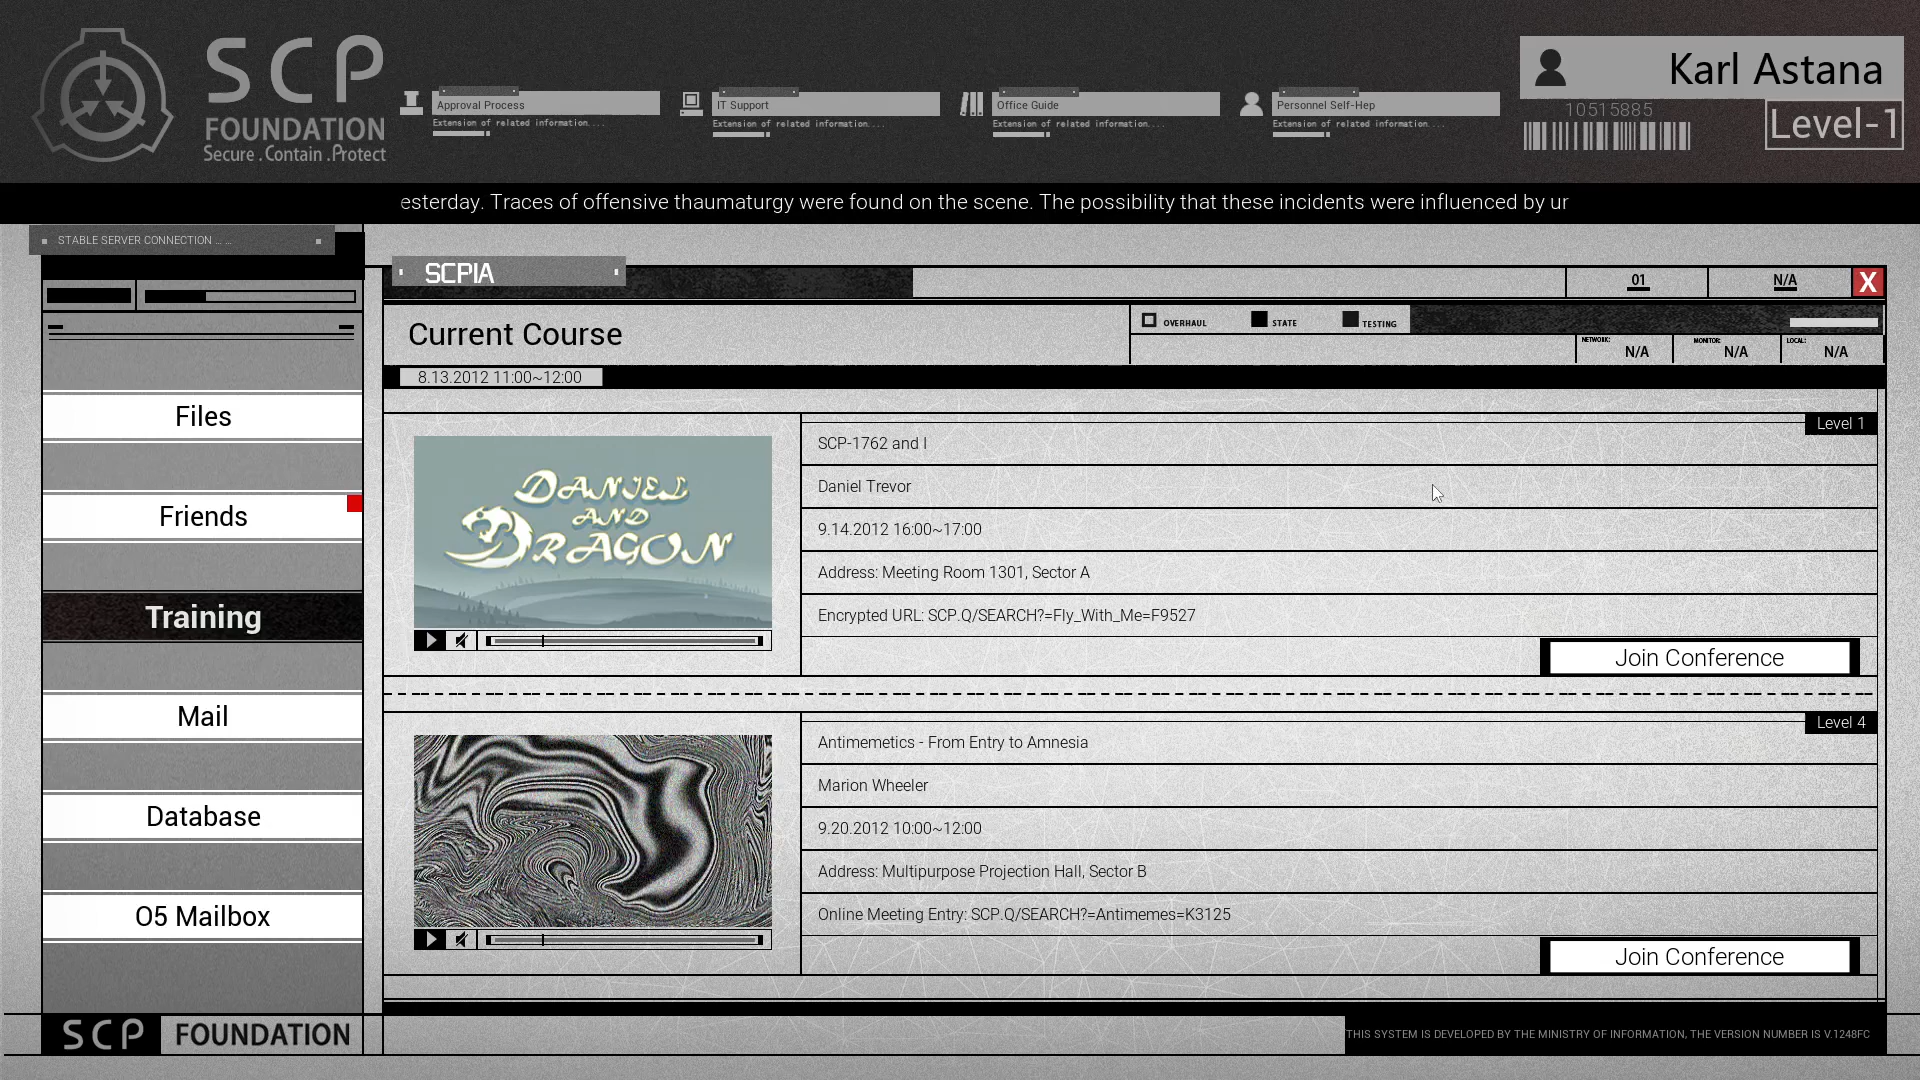 SCP
FOUNDATION
Secure . Contain . Protect
Approval Process
Extension of related information....
IT Support
Extension of related information....
Office Guide
Extension of related information....
Personnel Self-Hep
Extension of related information....
Karl Astana
10515885
Level-1
esterday. Traces of offensive thaumaturgy were found on the scene. The possibility that these incidents were influenced by ur
STABLE SERVER CONNECTION ... ...
SCPIA
01
N/A
X
Current Course
OVERHAUL
STATE
TESTING
NETWORK:
N/A
MONITOR:
N/A
LOCAL:
N/A
8.13.2012 11:00~12:00
Files
Friends
Training
Mail
Database
O5 Mailbox
DANIEL
AND
DRAGON
Level 1
SCP-1762 and I
Daniel Trevor
9.14.2012 16:00~17:00
Address: Meeting Room 1301, Sector A
Encrypted URL: SCP.Q/SEARCH?=Fly_With_Me=F9527
Join Conference
Level 4
Antimemetics - From Entry to Amnesia
Marion Wheeler
9.20.2012 10:00~12:00
Address: Multipurpose Projection Hall, Sector B
Online Meeting Entry: SCP.Q/SEARCH?=Antimemes=K3125
Join Conference
SCP FOUNDATION
THIS SYSTEM IS DEVELOPED BY THE MINISTRY OF INFORMATION, THE VERSION NUMBER IS V.1248FC